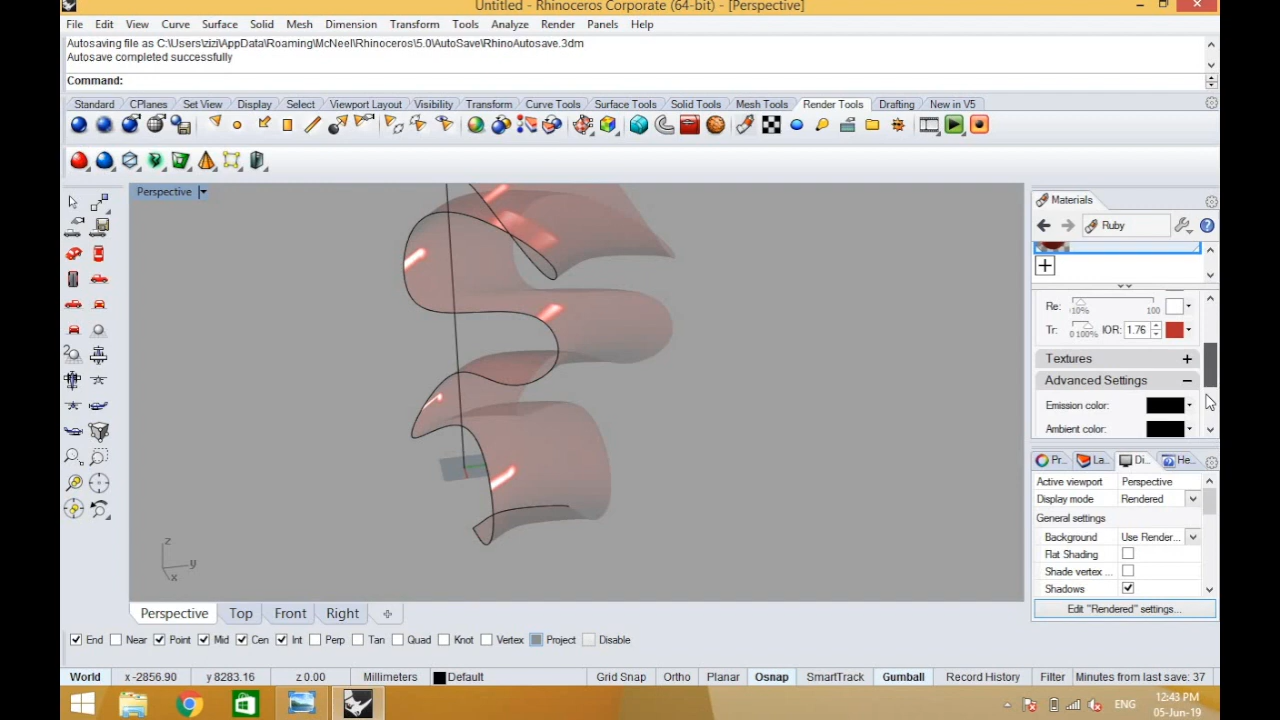 Untitled - Rhinoceros Corporate (64-bit) - [Perspective]
File Edit View Curve Surface Solid Mesh Dimension Transform Tools Analyze Render Panels Help
Autosaving file as C:\Users\zizi\AppData\Roaming\McNeel\Rhinoceros\5.0\AutoSave\RhinoAutosave.3dm
Autosave completed successfully
Command:
Standard CPlanes Set View Display Select Viewport Layout Visibility Transform Curve Tools Surface Tools Solid Tools Mesh Tools Render Tools Drafting New in V5
Perspective
Materials
Ruby
Re: 10% 100
Tr: 0 100% IOR: 1.76
Textures
Advanced Settings
Emission color:
Ambient color:
Pr... La... Di... He...
Active viewport Perspective
Display mode Rendered
General settings
Background Use Render...
Flat Shading
Shade vertex ...
Shadows
Edit "Rendered" settings...
z
y
x
Perspective Top Front Right
End Near Point Mid Cen Int Perp Tan Quad Knot Vertex Project Disable
World x -2856.90 y 8283.16 z 0.00 Millimeters Default Grid Snap Ortho Planar Osnap SmartTrack Gumball Record History Filter Minutes from last save: 37
ENG
12:43 PM
05-Jun-19